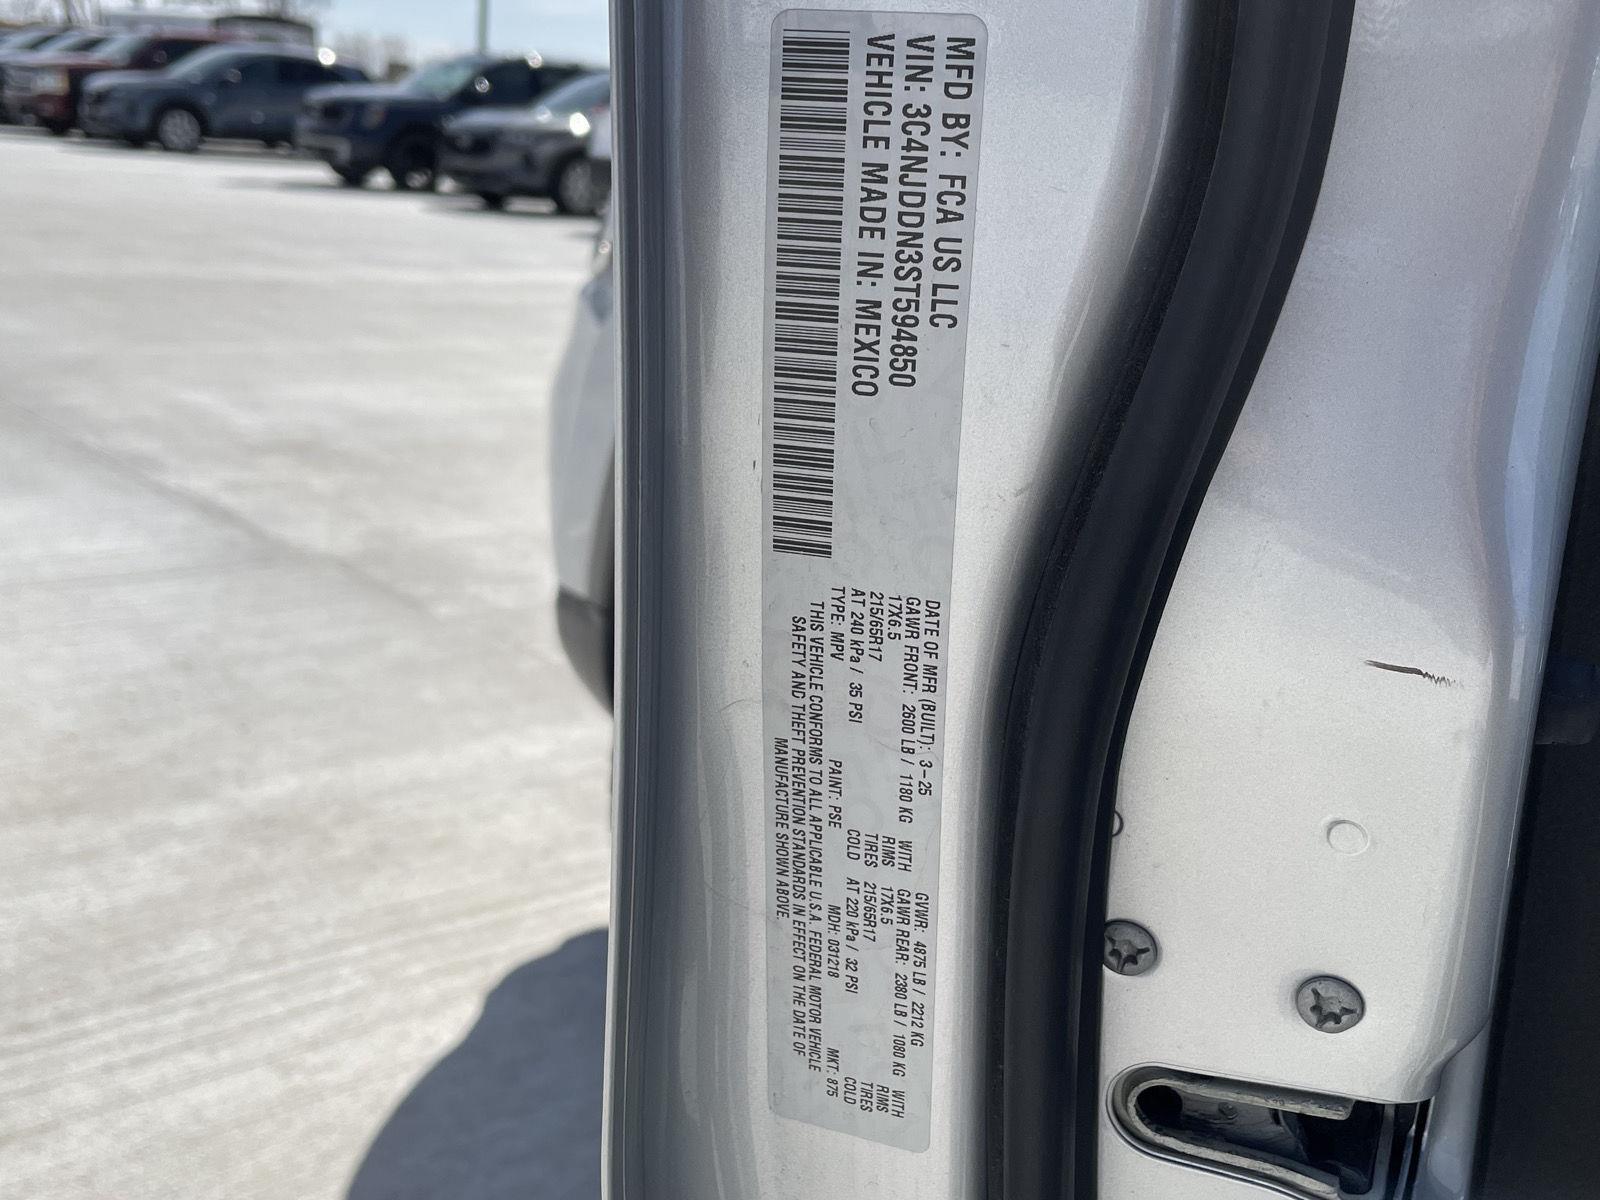 MFD BY: FCA US LLC
VIN: 3C4NJDDN3ST594850
VEHICLE MADE IN: MEXICO
DATE OF MFR (BUILT): 3-25 GVWR: 4875 LB / 2212 KG
GAWR FRONT: 2600 LB / 1180 KG WITH GAWR REAR: 2380 LB / 1080 KG WITH
17X6.5 RIMS 17X6.5 RIMS
215/65R17 TIRES 215/65R17 TIRES
AT 240 kPa / 35 PSI COLD AT 220 kPa / 32 PSI COLD
TYPE: MPV PAINT: PSE MDH: 031218 MKT: 875
THIS VEHICLE CONFORMS TO ALL APPLICABLE U.S.A. FEDERAL MOTOR VEHICLE
SAFETY AND THEFT PREVENTION STANDARDS IN EFFECT ON THE DATE OF
MANUFACTURE SHOWN ABOVE.